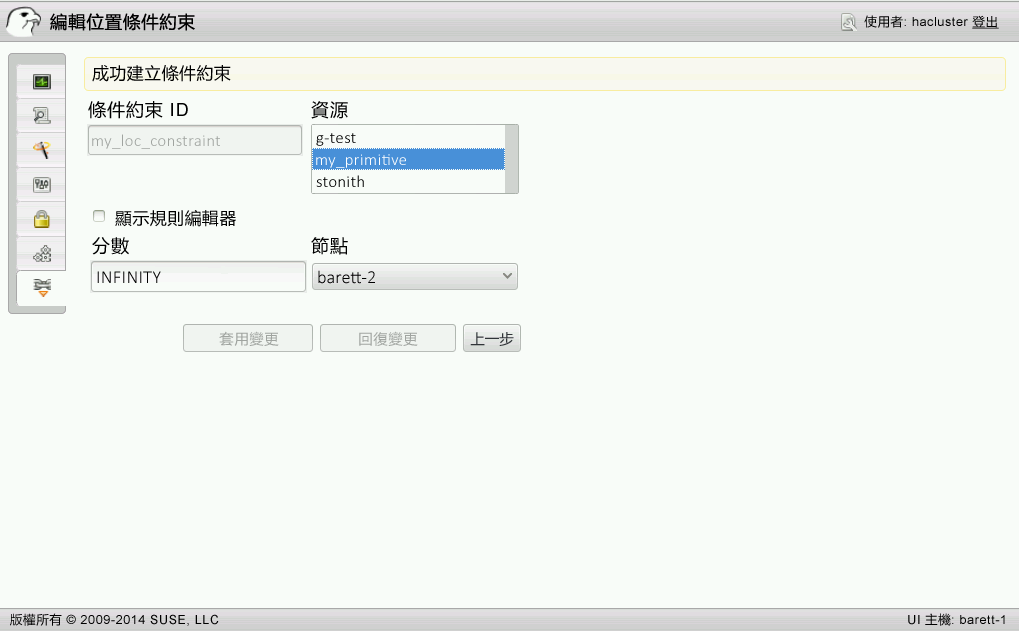 編輯位置條件約束
使用者: hacluster 登出
成功建立條件約束
條件約束 ID
資源
my_loc_constraint
g-test
my_primitive
stonith
顯示規則編輯器
分數
節點
INFINITY
barett-2
套用變更
回復變更
上一步
版權所有 © 2009-2014 SUSE, LLC
UI 主機: barett-1